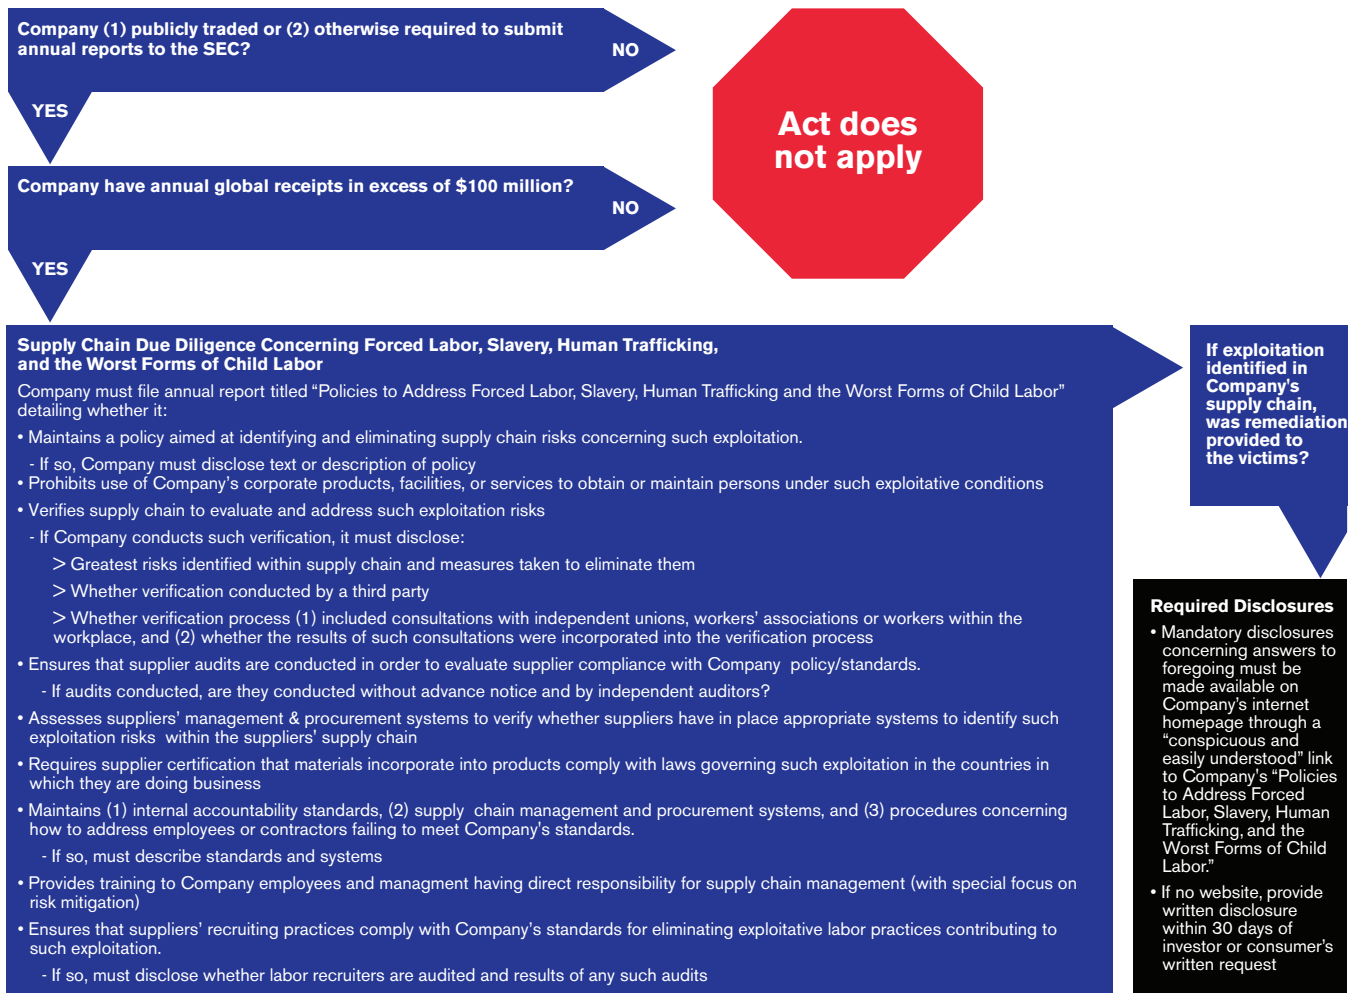 Company (1) publicly traded or (2) otherwise required to submit
annual reports to the SEC?
NO
YES
Act does
not apply
Company have annual global receipts in excess of $100 million?
NO
YES
Supply Chain Due Diligence Concerning Forced Labor, Slavery, Human Trafficking,
and the Worst Forms of Child Labor
Company must file annual report titled “Policies to Address Forced Labor, Slavery, Human Trafficking and the Worst Forms of Child Labor”
detailing whether it:
• Maintains a policy aimed at identifying and eliminating supply chain risks concerning such exploitation.
- If so, Company must disclose text or description of policy
• Prohibits use of Company’s corporate products, facilities, or services to obtain or maintain persons under such exploitative conditions
• Verifies supply chain to evaluate and address such exploitation risks
- If Company conducts such verification, it must disclose:
> Greatest risks identified within supply chain and measures taken to eliminate them
> Whether verification conducted by a third party
> Whether verification process (1) included consultations with independent unions, workers’ associations or workers within the
workplace, and (2) whether the results of such consultations were incorporated into the verification process
• Ensures that supplier audits are conducted in order to evaluate supplier compliance with Company policy/standards.
- If audits conducted, are they conducted without advance notice and by independent auditors?
• Assesses suppliers’ management & procurement systems to verify whether suppliers have in place appropriate systems to identify such
exploitation risks within the suppliers' supply chain
• Requires supplier certification that materials incorporate into products comply with laws governing such exploitation in the countries in
which they are doing business
• Maintains (1) internal accountability standards, (2) supply chain management and procurement systems, and (3) procedures concerning
how to address employees or contractors failing to meet Company's standards.
- If so, must describe standards and systems
• Provides training to Company employees and managment having direct responsibility for supply chain management (with special focus on
risk mitigation)
• Ensures that suppliers’ recruiting practices comply with Company’s standards for eliminating exploitative labor practices contributing to
such exploitation.
- If so, must disclose whether labor recruiters are audited and results of any such audits
If exploitation
identified in
Company's
supply chain,
was remediation
provided to
the victims?
Required Disclosures
• Mandatory disclosures
concerning answers to
foregoing must be
made available on
Company’s internet
homepage through a
“conspicuous and
easily understood” link
to Company’s “Policies
to Address Forced
Labor, Slavery, Human
Trafficking, and the
Worst Forms of Child
Labor.”
• If no website, provide
written disclosure
within 30 days of
investor or consumer’s
written request